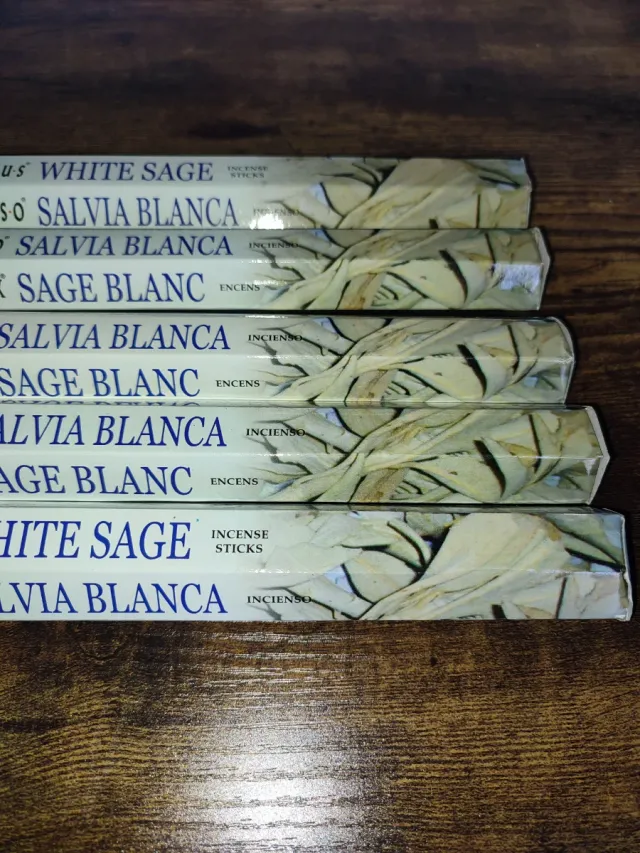 u·s® WHITE SAGE INCENSE STICKS
S·O® SALVIA BLANCA INCIENSO
® SALVIA BLANCA INCIENSO
® SAGE BLANC ENCENS
SALVIA BLANCA INCIENSO
SAGE BLANC ENCENS
ALVIA BLANCA INCIENSO
AGE BLANC ENCENS
HITE SAGE INCENSE STICKS
LVIA BLANCA INCIENSO